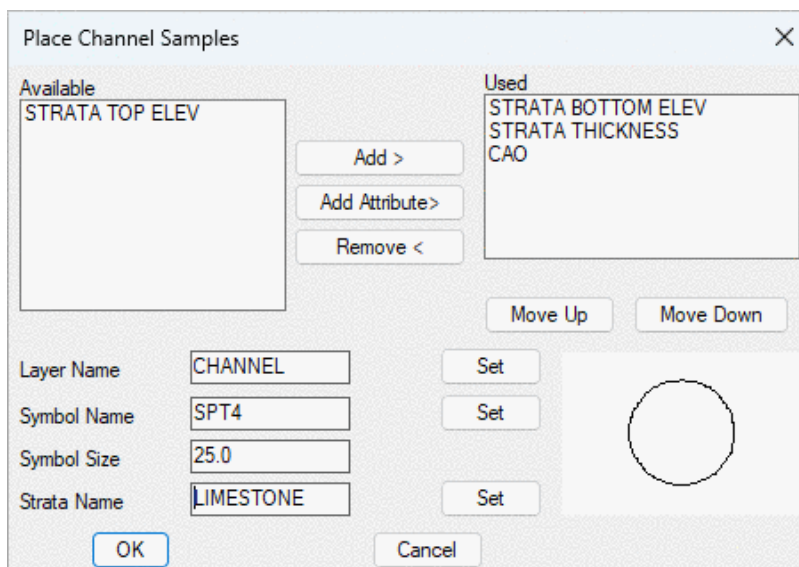 Place Channel Samples
Available
STRATA TOP ELEV
Add >
Add Attribute>
Remove <
Used
STRATA BOTTOM ELEV
STRATA THICKNESS
CAO
Move Up Move Down
Layer Name CHANNEL Set
Symbol Name SPT4 Set
Symbol Size 25.0
Strata Name LIMESTONE Set
OK Cancel